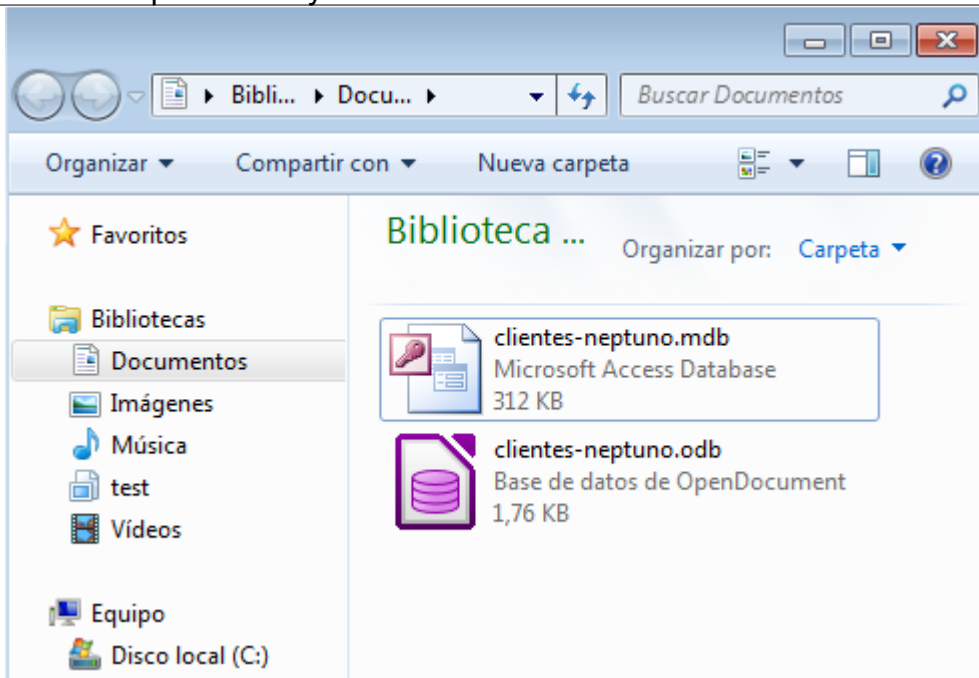 Bibli... Docu... Buscar Documentos
Organizar Compartir con Nueva carpeta
Favoritos
Bibliotecas
Documentos
Imágenes
Música
test
Vídeos
Equipo
Disco local (C:)
Biblioteca ...
Organizar por: Carpeta
clientes-neptuno.mdb
Microsoft Access Database
312 KB
clientes-neptuno.odb
Base de datos de OpenDocument
1,76 KB